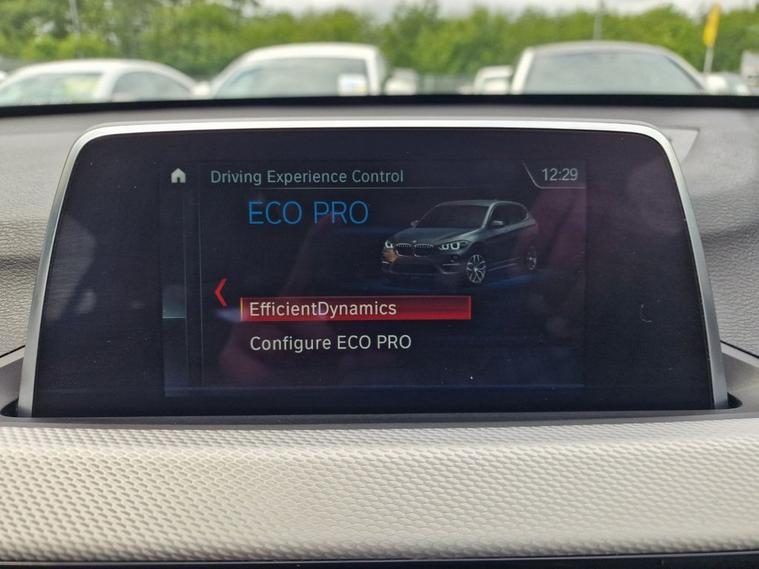 Driving Experience Control
12:29
ECO PRO
EfficientDynamics
Configure ECO PRO